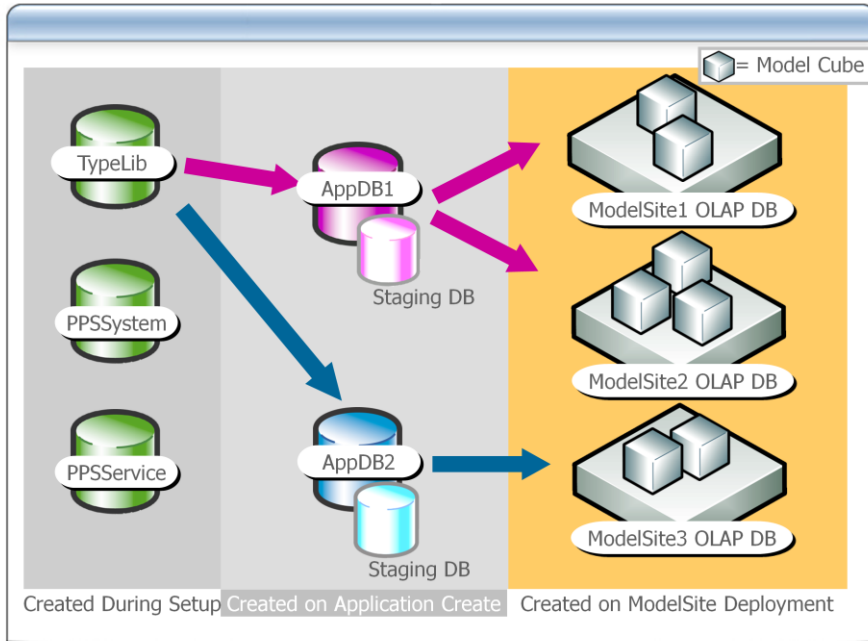 = Model Cube
TypeLib
PPSSystem
PPSService
AppDB1
Staging DB
AppDB2
Staging DB
ModelSite1 OLAP DB
ModelSite2 OLAP DB
ModelSite3 OLAP DB
Created During Setup
Created on Application Create
Created on ModelSite Deployment